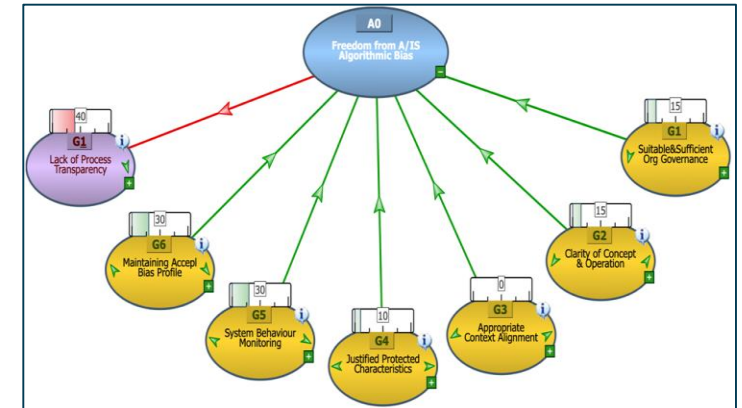 A0
Freedom from A/IS
Algorithmic Bias
40
G1
Lack of Process
Transparency
15
G1
Suitable&Sufficient
Org Governance
30
G6
Maintaining Accepl
Bias Profile
15
G2
Clarity of Concept
& Operation
30
G5
System Behaviour
Monitoring
10
G4
Justified Protected
Characteristics
0
G3
Appropriate
Context Alignment